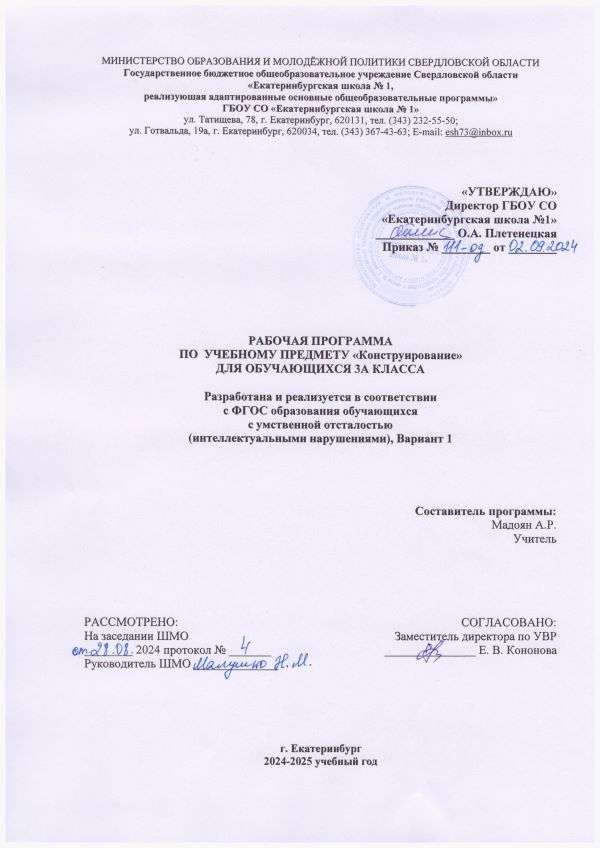 МИНИСТЕРСТВО ОБРАЗОВАНИЯ И МОЛОДЁЖНОЙ ПОЛИТИКИ СВЕРДЛОВСКОЙ ОБЛАСТИ
Государственное бюджетное общеобразовательное учреждение Свердловской области
«Екатеринбургская школа № 1,
реализующая адаптированные основные общеобразовательные программы»
ГБОУ СО «Екатеринбургская школа № 1»
ул. Татищева, 78, г. Екатеринбург, 620131, тел. (343) 232-55-50;
ул. Готвальда, 19а, г. Екатеринбург, 620034, тел. (343) 367-43-63; E-mail: esh73@inbox.ru
«УТВЕРЖДАЮ»
Директор ГБОУ СО
«Екатеринбургская школа №1»
О.А. Плетенецкая
Приказ № 191-од от 02.09.2024
РАБОЧАЯ ПРОГРАММА
ПО УЧЕБНОМУ ПРЕДМЕТУ «Конструирование»
ДЛЯ ОБУЧАЮЩИХСЯ 3А КЛАССА
Разработана и реализуется в соответствии
с ФГОС образования обучающихся
с умственной отсталостью
(интеллектуальными нарушениями), Вариант 1
Составитель программы:
Мадоян А.Р.
Учитель
РАССМОТРЕНО:
На заседании ШМО
от 28.08. 2024 протокол № 4
Руководитель ШМО Малушко Н.М.
СОГЛАСОВАНО:
Заместитель директора по УВР
Е. В. Кононова
г. Екатеринбург
2024-2025 учебный год